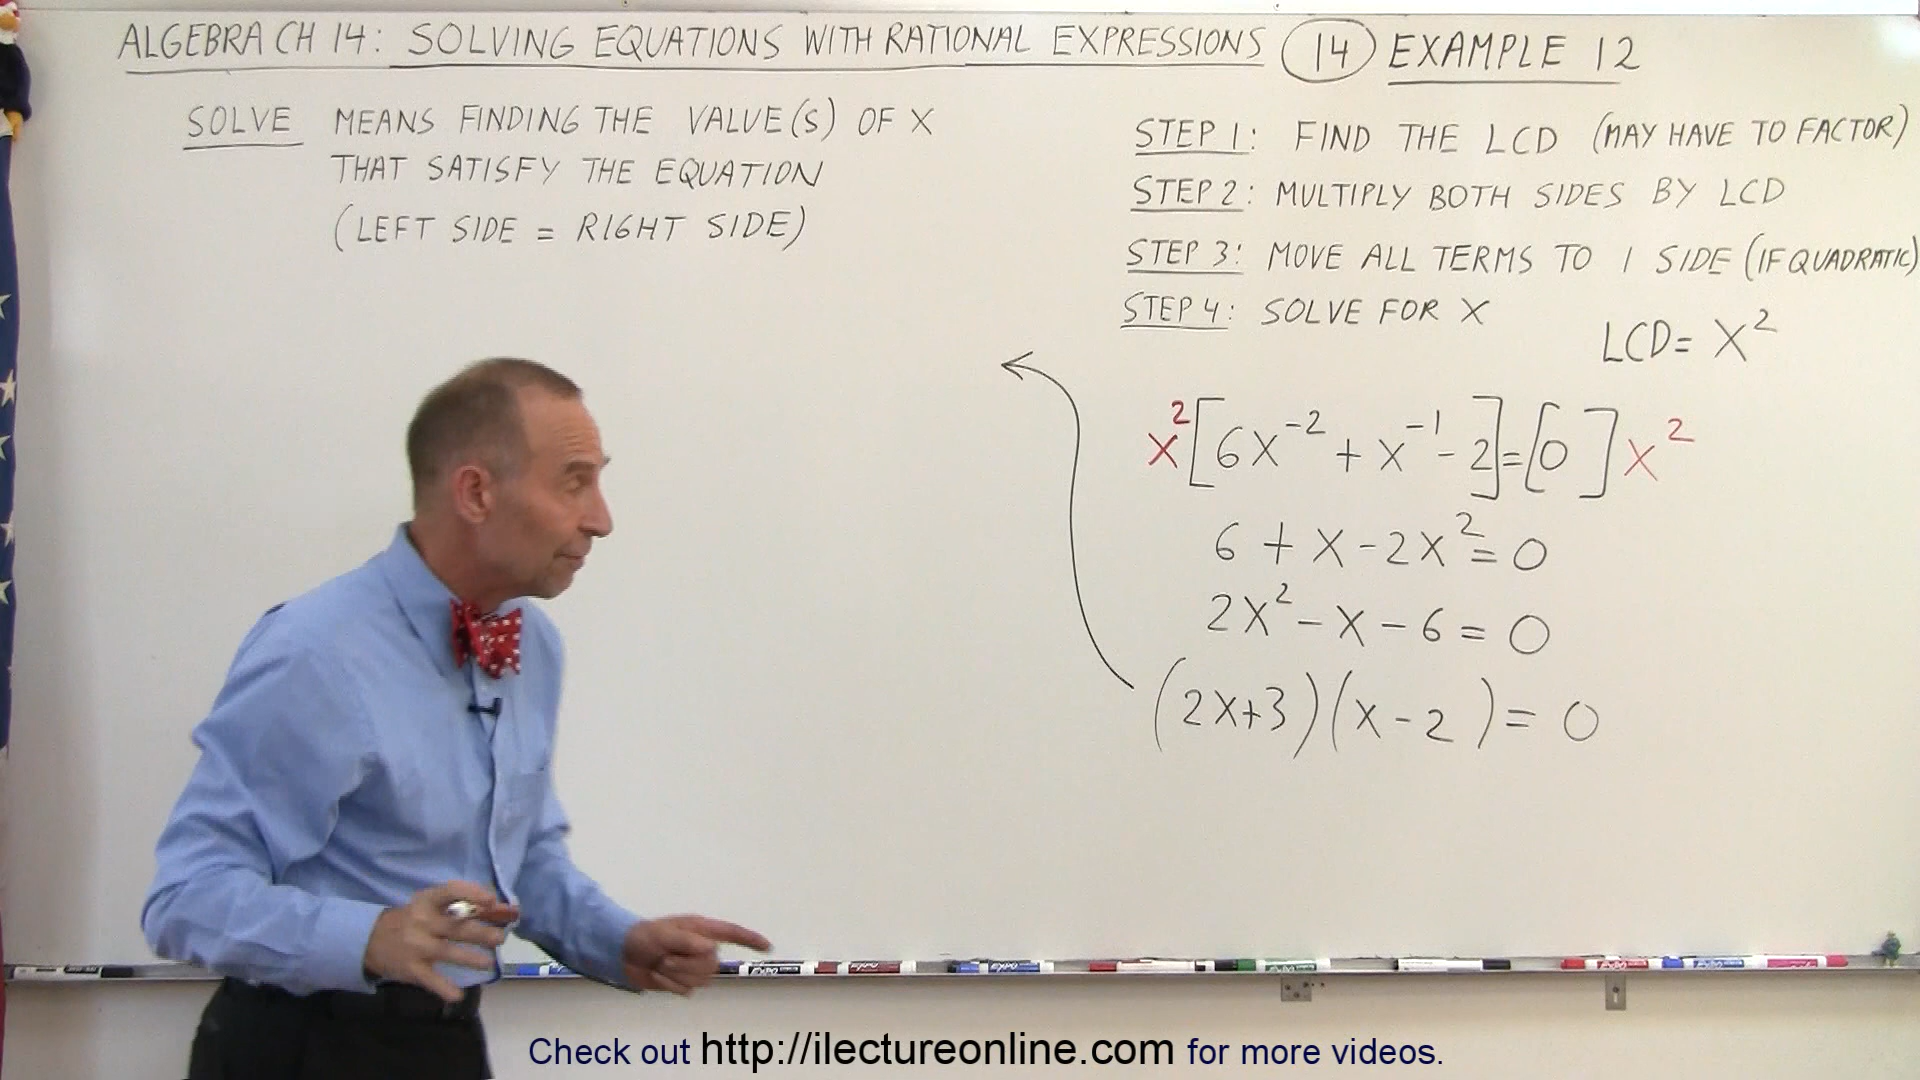 ALGEBRA CH 14: SOLVING EQUATIONS WITH RATIONAL EXPRESSIONS 14 EXAMPLE 12
SOLVE MEANS FINDING THE VALUE(S) OF X
THAT SATISFY THE EQUATION
(LEFT SIDE = RIGHT SIDE)
STEP 1: FIND THE LCD (MAY HAVE TO FACTOR)
STEP 2: MULTIPLY BOTH SIDES BY LCD
STEP 3: MOVE ALL TERMS TO 1 SIDE (IF QUADRATIC)
STEP 4: SOLVE FOR X
LCD = X²
x²[6x⁻² + x⁻¹ - 2] = [0]x²
6 + x - 2x² = 0
2x² - x - 6 = 0
(2x+3)(x-2) = 0
Check out http://ilectureonline.com for more videos.